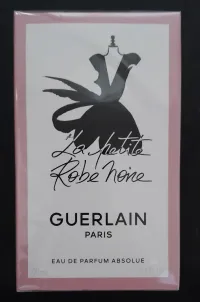 La petite
Robe Noire
GUERLAIN
PARIS
EAU DE PARFUM ABSOLUE